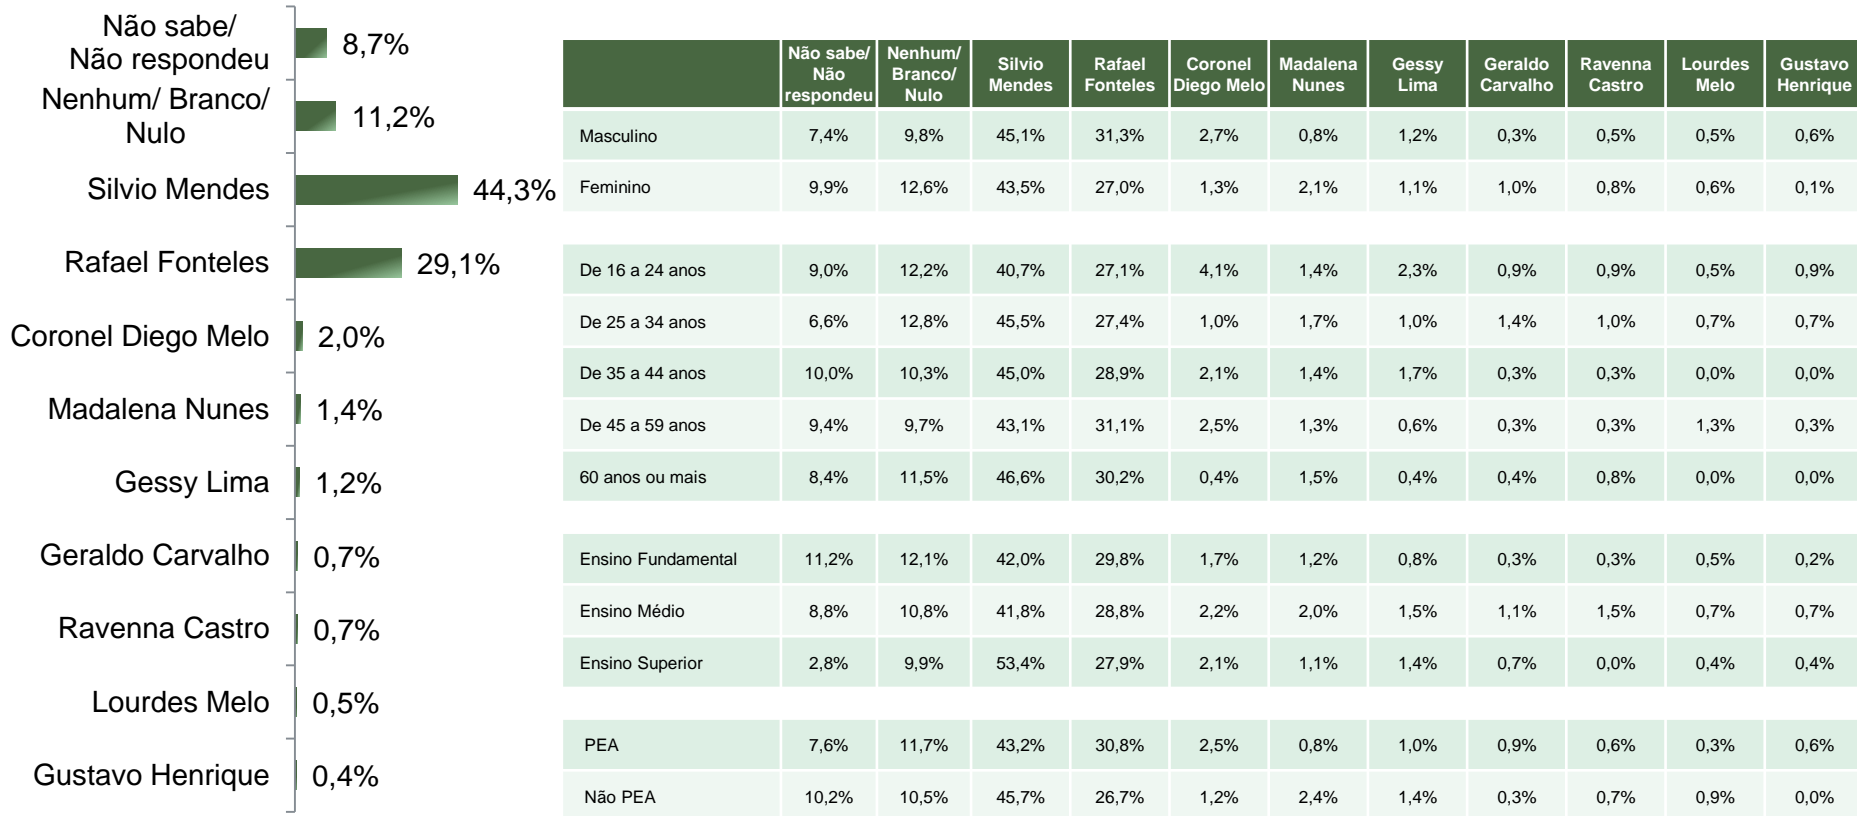 Não sabe/
Não respondeu
8,7%
Nenhum/ Branco/
Nulo
11,2%
Silvio Mendes
44,3%
Rafael Fonteles
29,1%
Coronel Diego Melo
2,0%
Madalena Nunes
1,4%
Gessy Lima
1,2%
Geraldo Carvalho
0,7%
Ravenna Castro
0,7%
Lourdes Melo
0,5%
Gustavo Henrique
0,4%
Não sabe/
Não
respondeu
Nenhum/
Branco/
Nulo
Silvio
Mendes
Rafael
Fonteles
Coronel
Diego Melo
Madalena
Nunes
Gessy
Lima
Geraldo
Carvalho
Ravenna
Castro
Lourdes
Melo
Gustavo
Henrique
Masculino 7,4% 9,8% 45,1% 31,3% 2,7% 0,8% 1,2% 0,3% 0,5% 0,5% 0,6%
Feminino 9,9% 12,6% 43,5% 27,0% 1,3% 2,1% 1,1% 1,0% 0,8% 0,6% 0,1%
De 16 a 24 anos 9,0% 12,2% 40,7% 27,1% 4,1% 1,4% 2,3% 0,9% 0,9% 0,5% 0,9%
De 25 a 34 anos 6,6% 12,8% 45,5% 27,4% 1,0% 1,7% 1,0% 1,4% 1,0% 0,7% 0,7%
De 35 a 44 anos 10,0% 10,3% 45,0% 28,9% 2,1% 1,4% 1,7% 0,3% 0,3% 0,0% 0,0%
De 45 a 59 anos 9,4% 9,7% 43,1% 31,1% 2,5% 1,3% 0,6% 0,3% 0,3% 1,3% 0,3%
60 anos ou mais 8,4% 11,5% 46,6% 30,2% 0,4% 1,5% 0,4% 0,4% 0,8% 0,0% 0,0%
Ensino Fundamental 11,2% 12,1% 42,0% 29,8% 1,7% 1,2% 0,8% 0,3% 0,3% 0,5% 0,2%
Ensino Médio 8,8% 10,8% 41,8% 28,8% 2,2% 2,0% 1,5% 1,1% 1,5% 0,7% 0,7%
Ensino Superior 2,8% 9,9% 53,4% 27,9% 2,1% 1,1% 1,4% 0,7% 0,0% 0,4% 0,4%
PEA 7,6% 11,7% 43,2% 30,8% 2,5% 0,8% 1,0% 0,9% 0,6% 0,3% 0,6%
Não PEA 10,2% 10,5% 45,7% 26,7% 1,2% 2,4% 1,4% 0,3% 0,7% 0,9% 0,0%